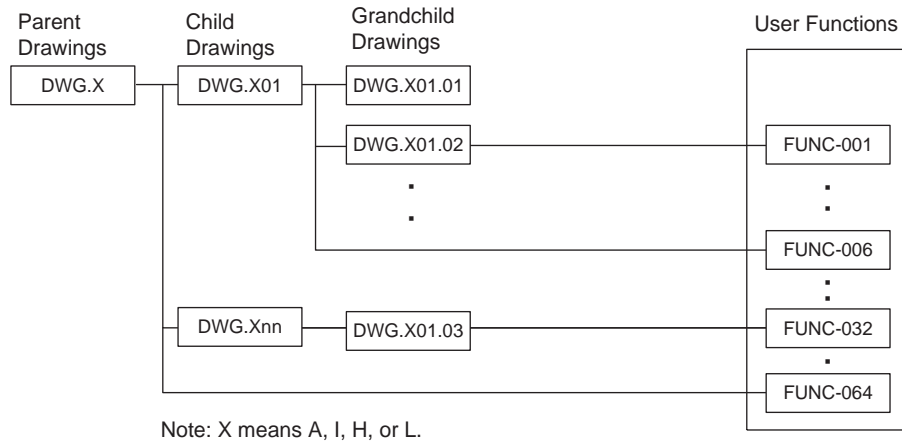 Parent
Drawings
Child
Drawings
Grandchild
Drawings
User Functions
DWG.X
DWG.X01
DWG.X01.01
DWG.X01.02
FUNC-001
FUNC-006
DWG.Xnn
DWG.X01.03
FUNC-032
FUNC-064
Note: X means A, I, H, or L.